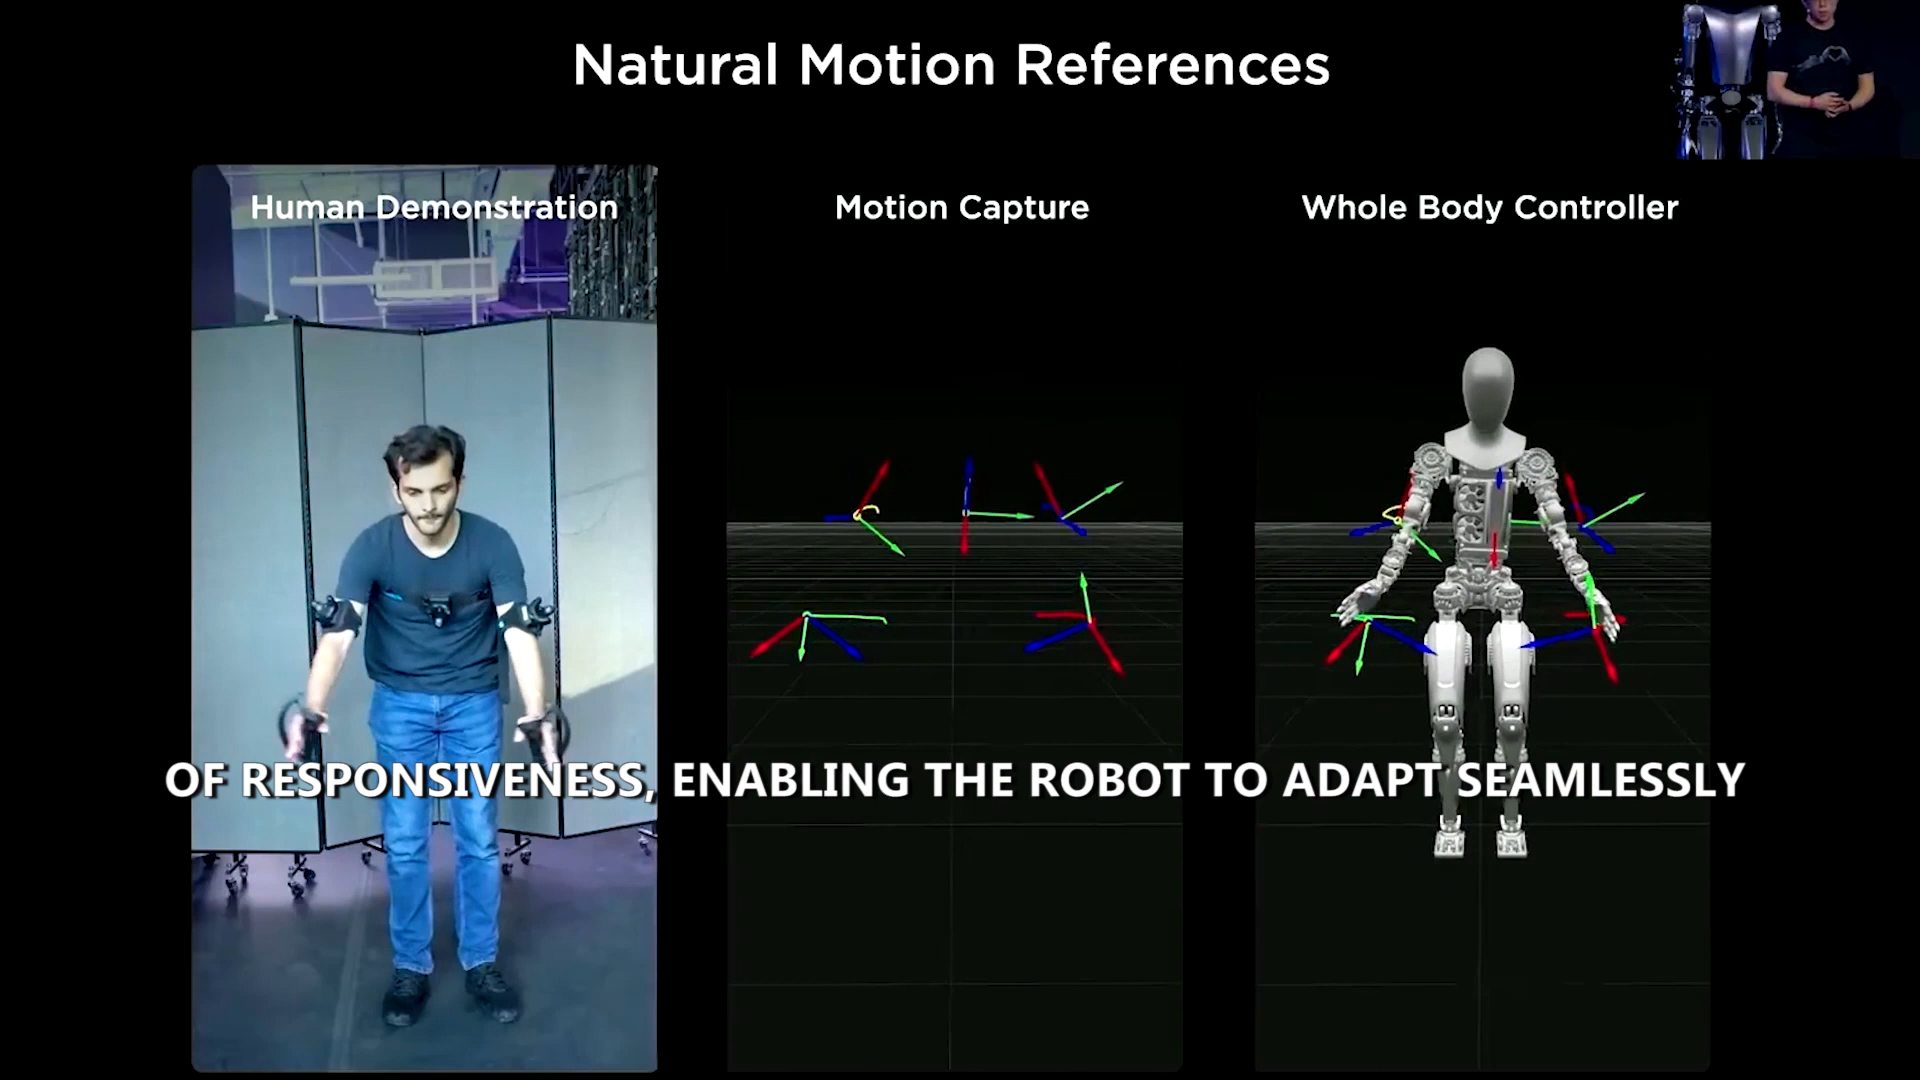 Natural Motion References
Human Demonstration
Motion Capture
Whole Body Controller
OF RESPONSIVENESS, ENABLING THE ROBOT TO ADAPT SEAMLESSLY